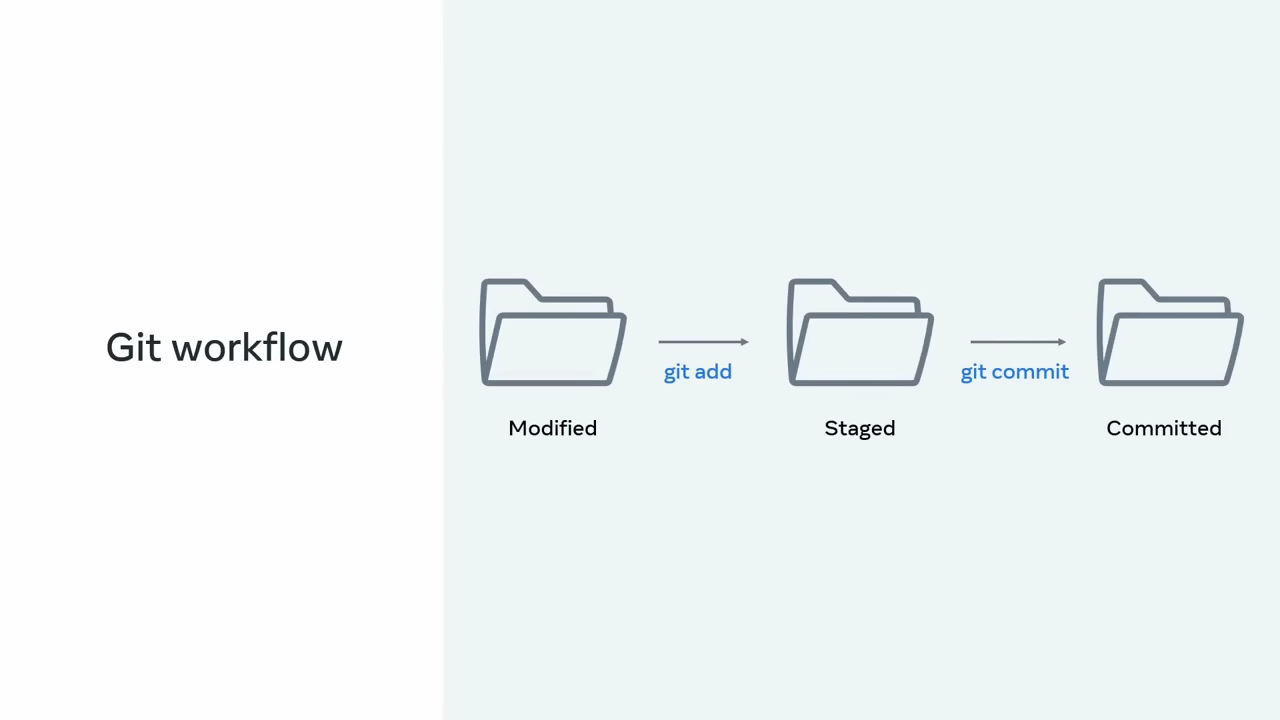 Git workflow
git add
git commit
Modified
Staged
Committed